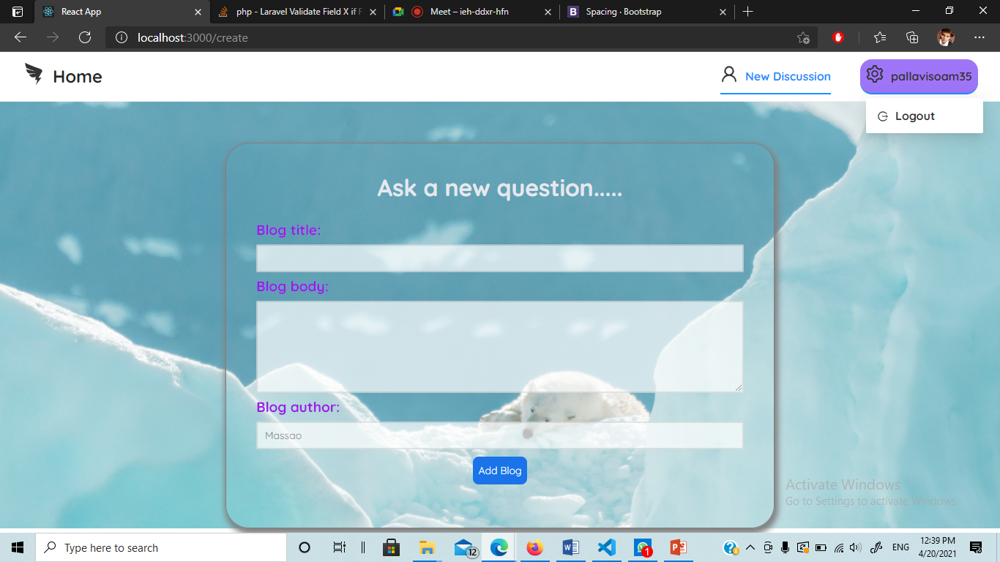 React App
php - Laravel Validate Field X if F
Meet – ieh-ddxr-hfn
Spacing · Bootstrap
localhost:3000/create
Home
New Discussion
pallavisoam35
Logout
Ask a new question.....
Blog title:
Blog body:
Blog author:
Massao
Add Blog
Activate Windows
Go to Settings to activate Windows.
Type here to search
12
1
ENG
12:39 PM
4/20/2021